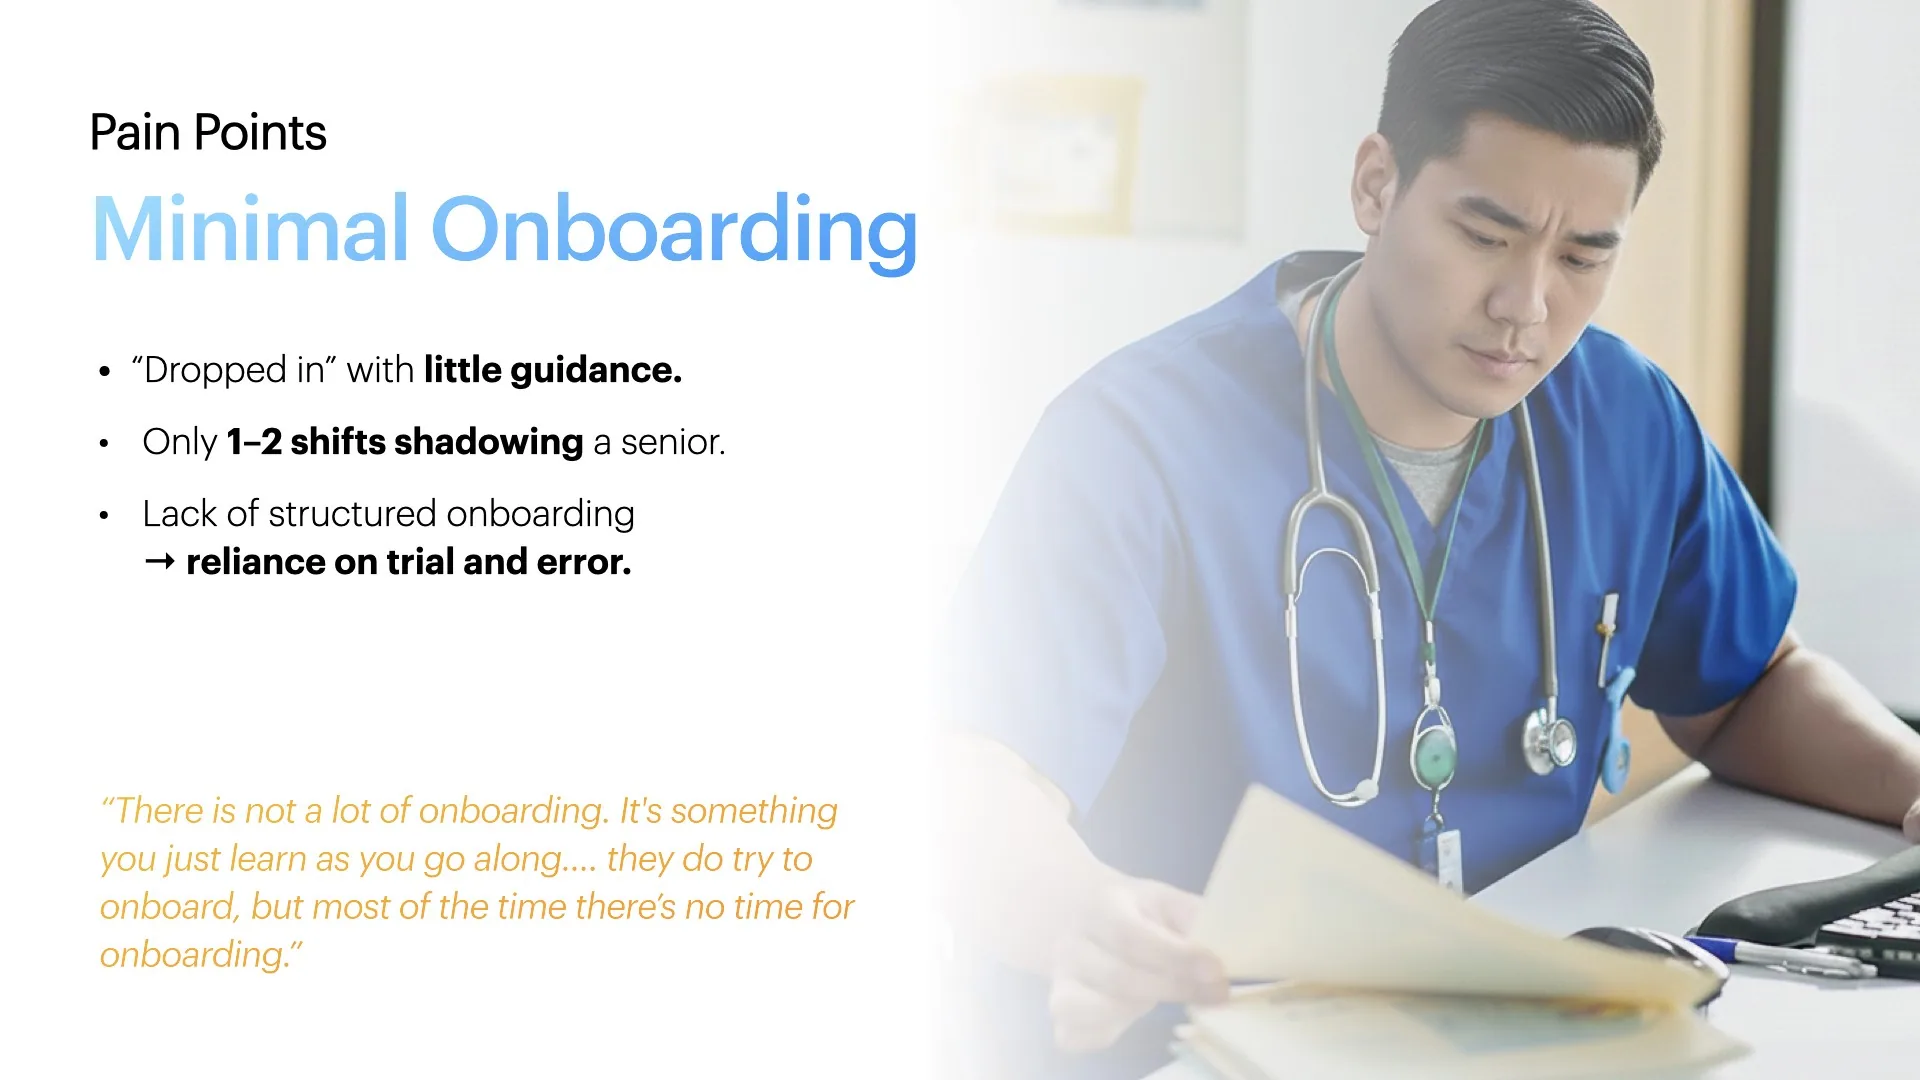 Pain Points
Minimal Onboarding
• “Dropped in” with little guidance.
• Only 1–2 shifts shadowing a senior.
• Lack of structured onboarding
→ reliance on trial and error.
“There is not a lot of onboarding. It's something
you just learn as you go along.... they do try to
onboard, but most of the time there’s no time for
onboarding.”